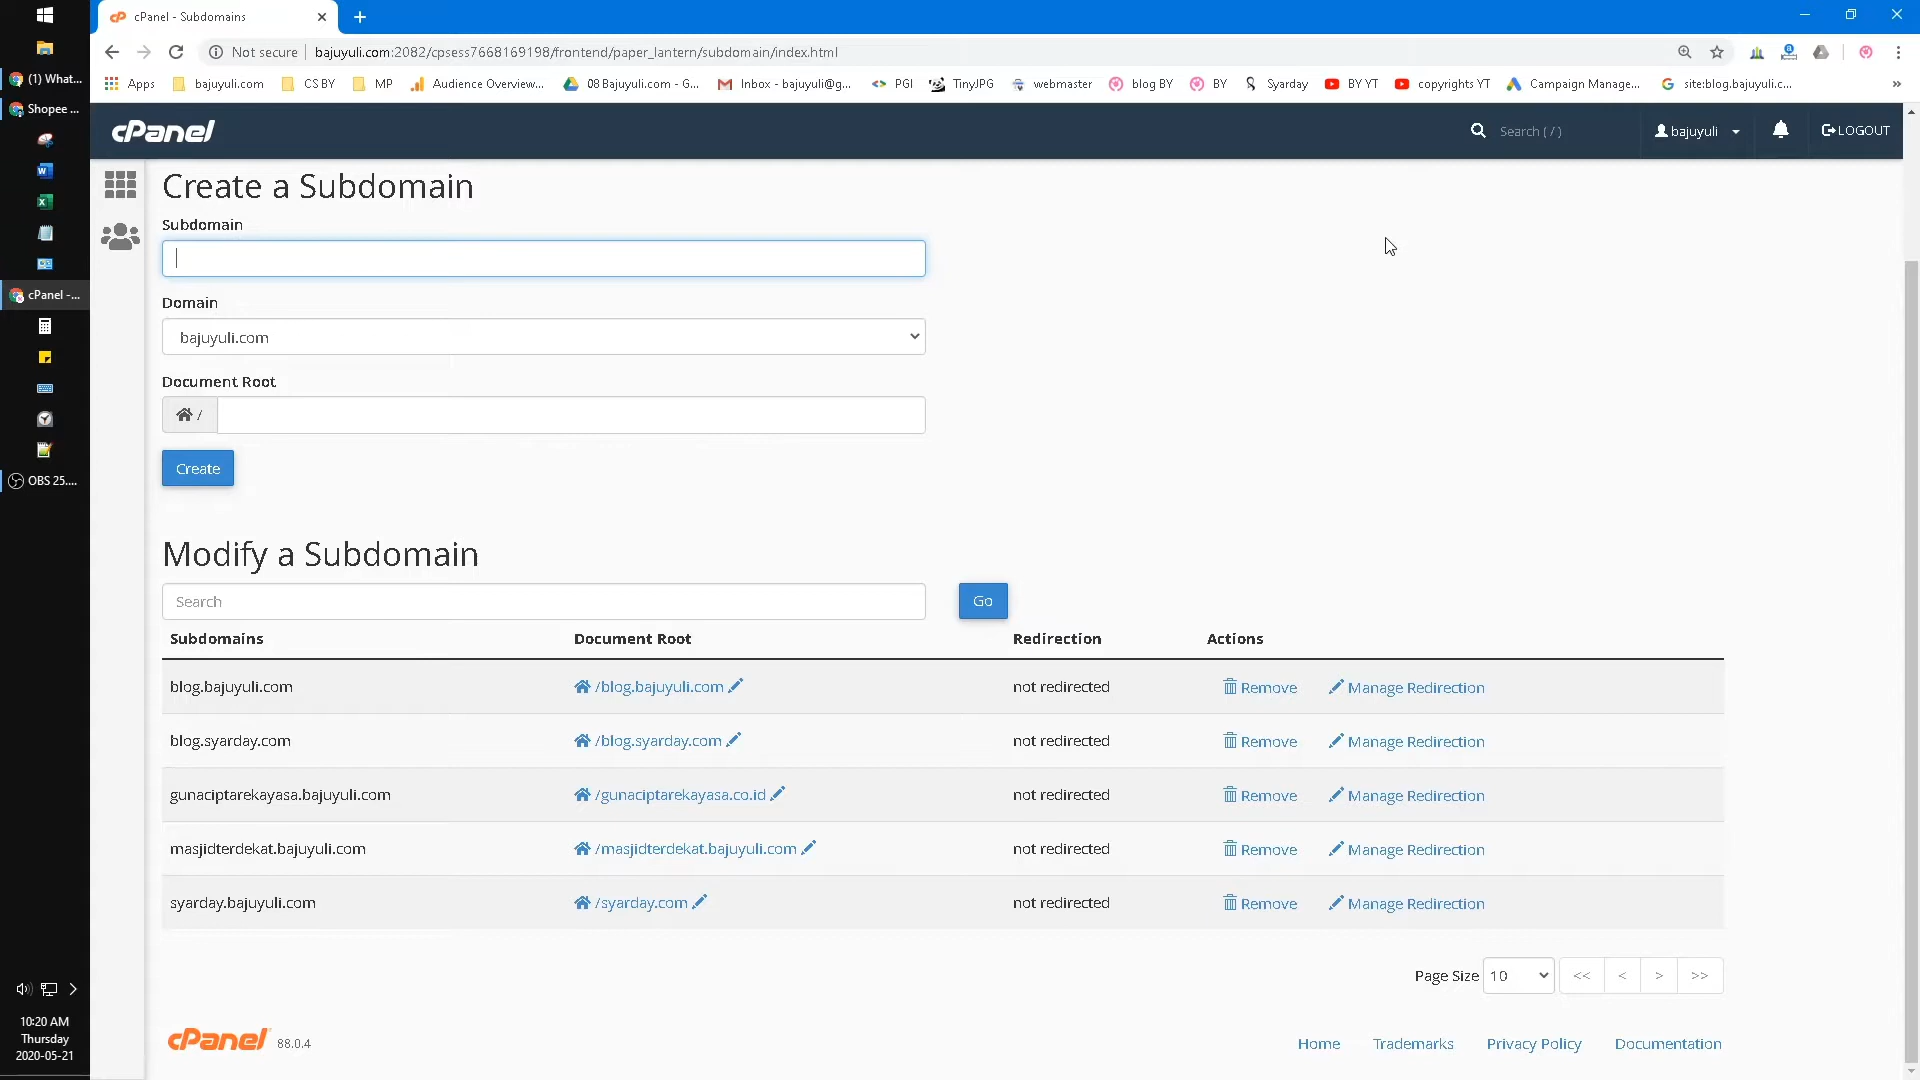 cPanel - Subdomains
Not secure
bajuyuli.com:2082/cpsess7668169198/frontend/paper_lantern/subdomain/index.html
Apps
bajuyuli.com
CS BY
MP
Audience Overview...
08 Bajuyuli.com - G...
Inbox - bajuyuli@g...
PGI
TinyJPG
webmaster
blog BY
BY
Syarday
BY YT
copyrights YT
Campaign Manage...
site:blog.bajuyuli.c...
»
(1) What...
Shopee ...
cPanel -...
OBS 25....
10:20 AM
Thursday
2020-05-21
cPanel
Search ( / )
bajuyuli
LOGOUT
Create a Subdomain
Subdomain
Domain
bajuyuli.com
Document Root
/
Create
Modify a Subdomain
Search
Go
Subdomains Document Root Redirection Actions
blog.bajuyuli.com /blog.bajuyuli.com not redirected Remove Manage Redirection
blog.syarday.com /blog.syarday.com not redirected Remove Manage Redirection
gunaciptarekayasa.bajuyuli.com /gunaciptarekayasa.co.id not redirected Remove Manage Redirection
masjidterdekat.bajuyuli.com /masjidterdekat.bajuyuli.com not redirected Remove Manage Redirection
syarday.bajuyuli.com /syarday.com not redirected Remove Manage Redirection
Page Size 10 << < > >>
cPanel 88.0.4
Home Trademarks Privacy Policy Documentation